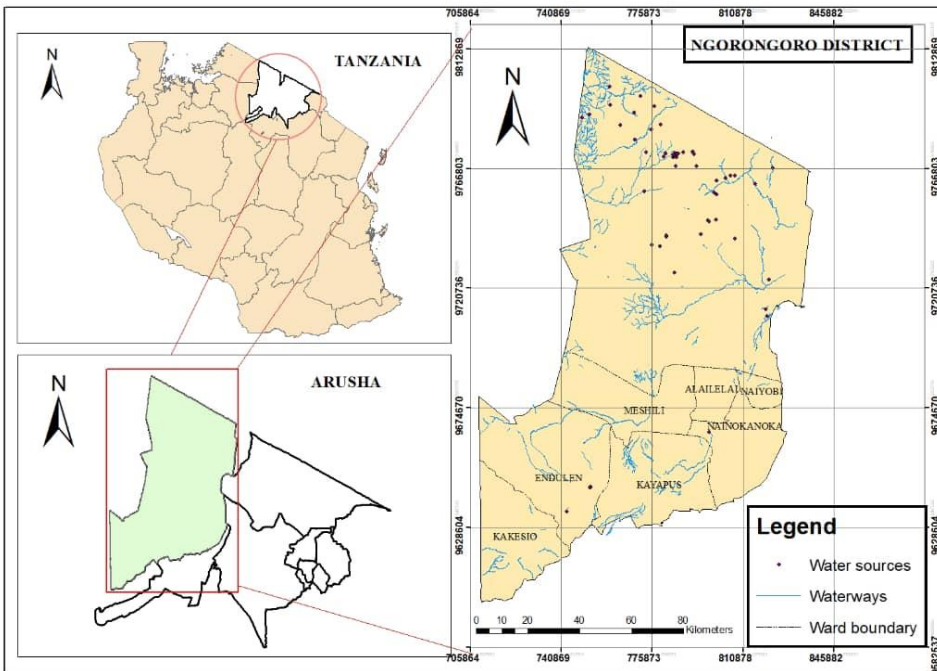 705864 740869 775873 810878 845882
N
TANZANIA
N
NGORONGORO DISTRICT
9812869
9812869
9766803
9766803
9720736
9720736
N
ARUSHA
ALAILELAI
NAIYOBI
MESHILI
9674670
9674670
NAINOKANOKA
ENDULEN
KAYAPUS
KAKESIO
9628604
9628604
Legend
Water sources
Waterways
Ward boundary
0 10 20 40 60 80
Kilometers
705864 740869 775873 810878 845882